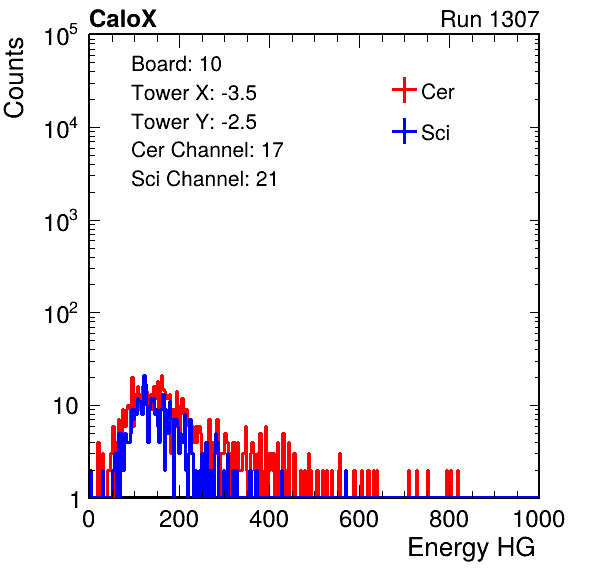 CaloX Run 1307
Counts
10^5
10^4
10^3
10^2
10
1
Board: 10
Tower X: -3.5
Tower Y: -2.5
Cer Channel: 17
Sci Channel: 21
Cer
Sci
0 200 400 600 800 1000
Energy HG